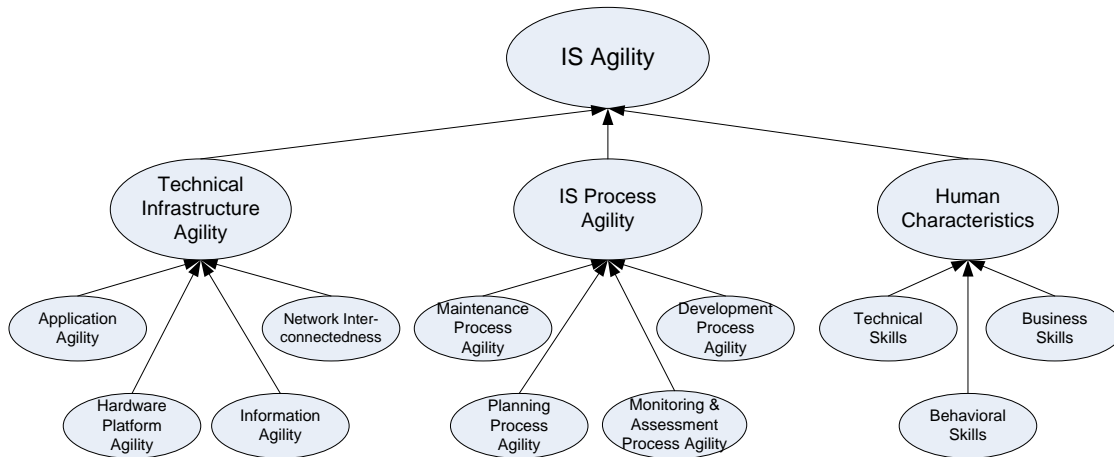 IS Agility
Technical
Infrastructure
Agility
IS Process
Agility
Human
Characteristics
Application
Agility
Network Inter-
connectedness
Maintenance
Process
Agility
Development
Process
Agility
Technical
Skills
Business
Skills
Hardware
Platform
Agility
Information
Agility
Planning
Process
Agility
Monitoring &
Assessment
Process Agility
Behavioral
Skills